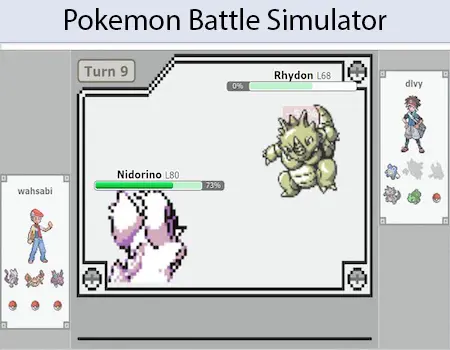 Pokemon Battle Simulator
Turn 9
Rhydon L68
0%
divy
Nidorino L80
73%
wahsabi